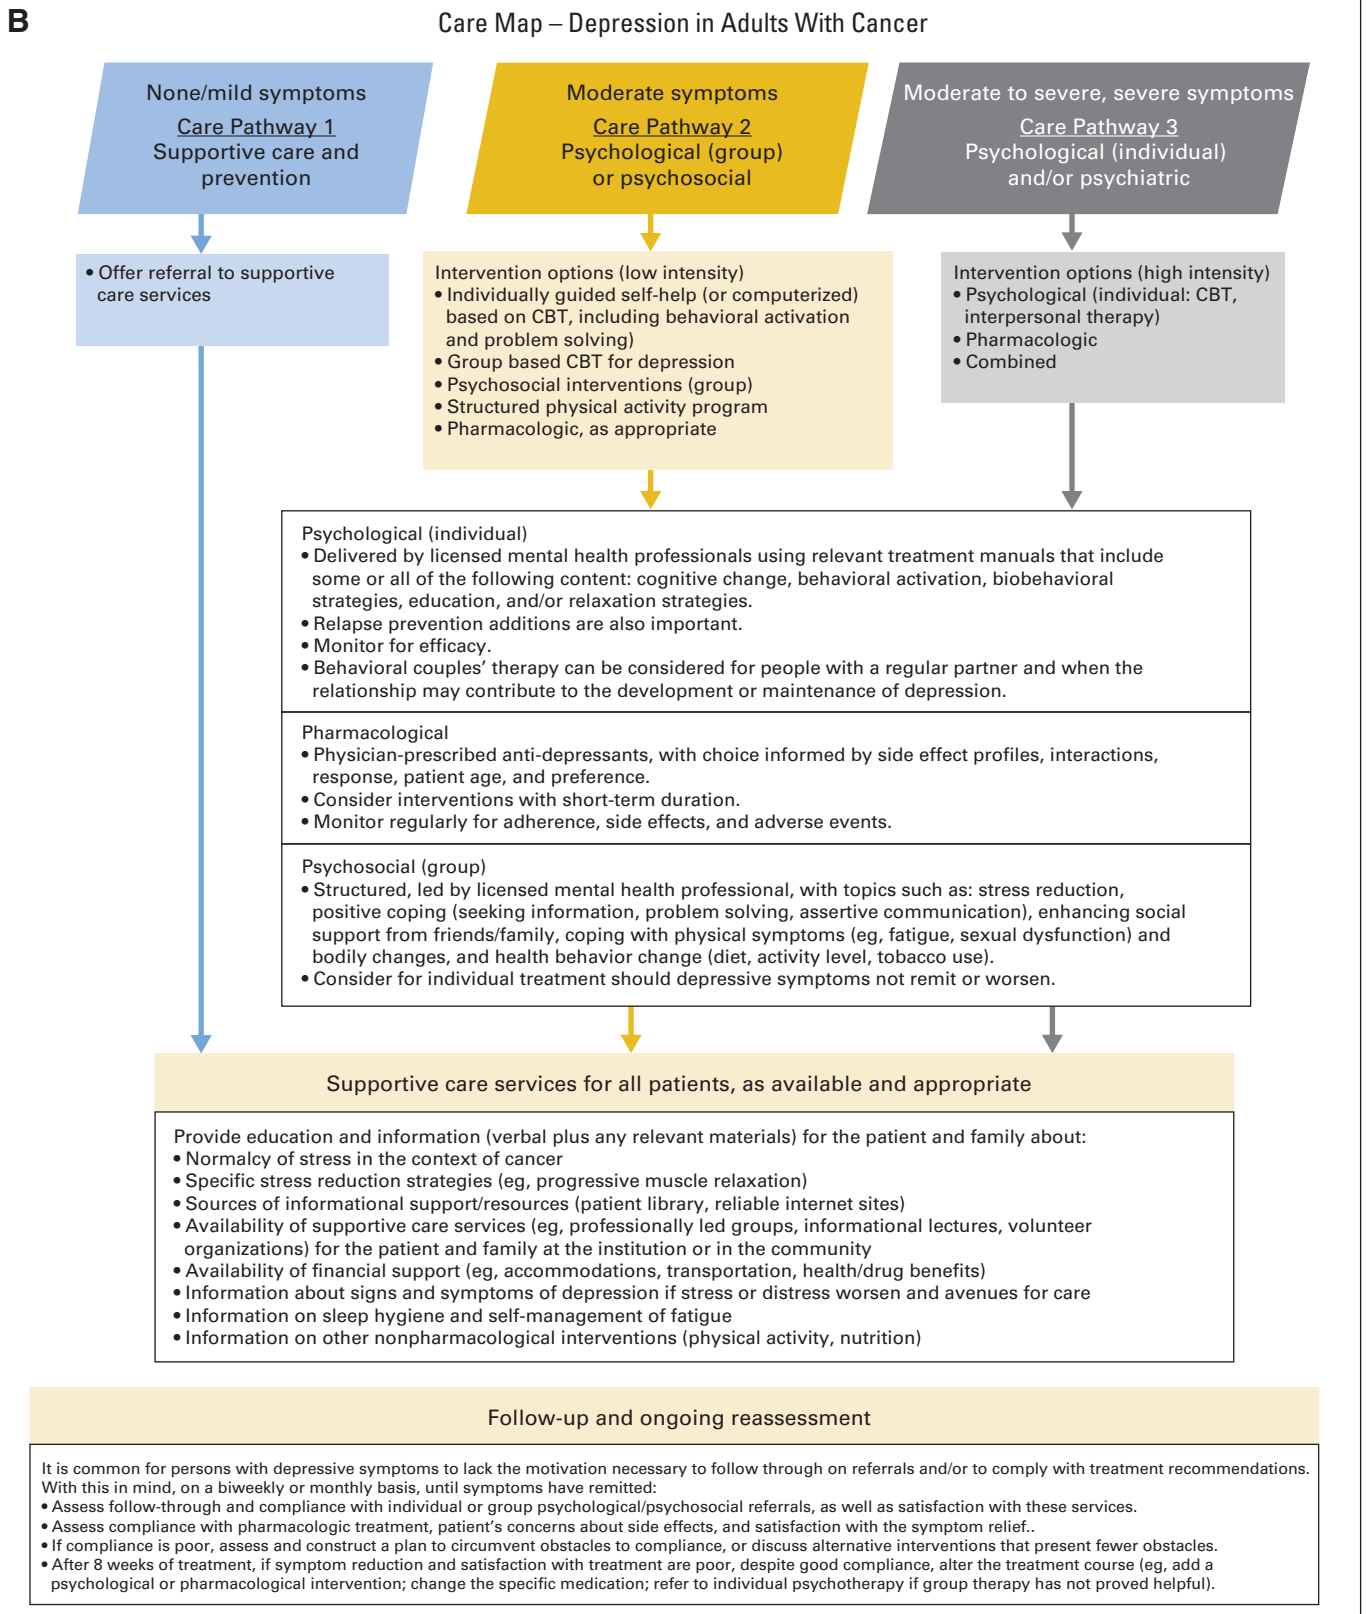 B
Care Map – Depression in Adults With Cancer
None/mild symptoms
Care Pathway 1
Supportive care and
prevention
Moderate symptoms
Care Pathway 2
Psychological (group)
or psychosocial
Moderate to severe, severe symptoms
Care Pathway 3
Psychological (individual)
and/or psychiatric
• Offer referral to supportive
care services
Intervention options (low intensity)
• Individually guided self-help (or computerized)
based on CBT, including behavioral activation
and problem solving)
• Group based CBT for depression
• Psychosocial interventions (group)
• Structured physical activity program
• Pharmacologic, as appropriate
Intervention options (high intensity)
• Psychological (individual: CBT,
interpersonal therapy)
• Pharmacologic
• Combined
Psychological (individual)
• Delivered by licensed mental health professionals using relevant treatment manuals that include
some or all of the following content: cognitive change, behavioral activation, biobehavioral
strategies, education, and/or relaxation strategies.
• Relapse prevention additions are also important.
• Monitor for efficacy.
• Behavioral couples’ therapy can be considered for people with a regular partner and when the
relationship may contribute to the development or maintenance of depression.
Pharmacological
• Physician-prescribed anti-depressants, with choice informed by side effect profiles, interactions,
response, patient age, and preference.
• Consider interventions with short-term duration.
• Monitor regularly for adherence, side effects, and adverse events.
Psychosocial (group)
• Structured, led by licensed mental health professional, with topics such as: stress reduction,
positive coping (seeking information, problem solving, assertive communication), enhancing social
support from friends/family, coping with physical symptoms (eg, fatigue, sexual dysfunction) and
bodily changes, and health behavior change (diet, activity level, tobacco use).
• Consider for individual treatment should depressive symptoms not remit or worsen.
Supportive care services for all patients, as available and appropriate
Provide education and information (verbal plus any relevant materials) for the patient and family about:
• Normalcy of stress in the context of cancer
• Specific stress reduction strategies (eg, progressive muscle relaxation)
• Sources of informational support/resources (patient library, reliable internet sites)
• Availability of supportive care services (eg, professionally led groups, informational lectures, volunteer
organizations) for the patient and family at the institution or in the community
• Availability of financial support (eg, accommodations, transportation, health/drug benefits)
• Information about signs and symptoms of depression if stress or distress worsen and avenues for care
• Information on sleep hygiene and self-management of fatigue
• Information on other nonpharmacological interventions (physical activity, nutrition)
Follow-up and ongoing reassessment
It is common for persons with depressive symptoms to lack the motivation necessary to follow through on referrals and/or to comply with treatment recommendations.
With this in mind, on a biweekly or monthly basis, until symptoms have remitted:
• Assess follow-through and compliance with individual or group psychological/psychosocial referrals, as well as satisfaction with these services.
• Assess compliance with pharmacologic treatment, patient’s concerns about side effects, and satisfaction with the symptom relief..
• If compliance is poor, assess and construct a plan to circumvent obstacles to compliance, or discuss alternative interventions that present fewer obstacles.
• After 8 weeks of treatment, if symptom reduction and satisfaction with treatment are poor, despite good compliance, alter the treatment course (eg, add a
psychological or pharmacological intervention; change the specific medication; refer to individual psychotherapy if group therapy has not proved helpful).